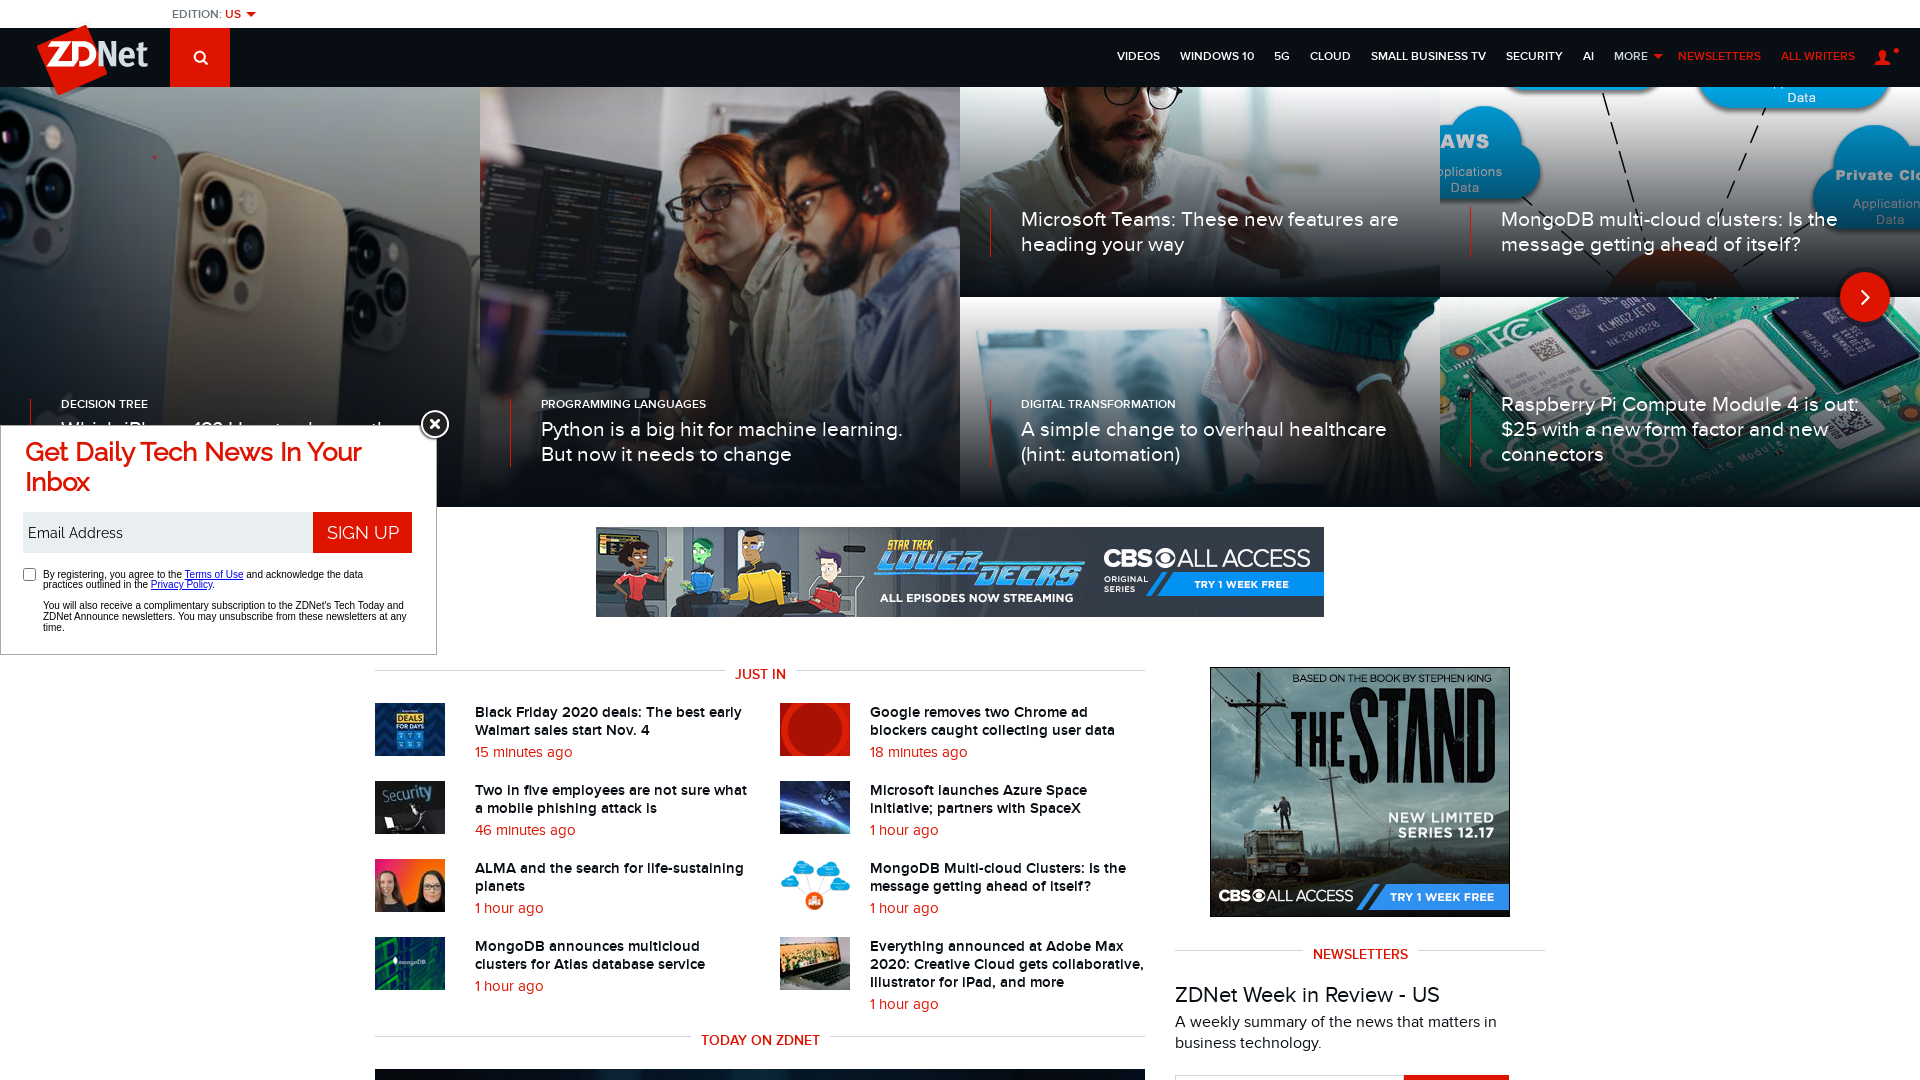 EDITION: US
ZDNet
VIDEOS
WINDOWS 10
5G
CLOUD
SMALL BUSINESS TV
SECURITY
AI
MORE
NEWSLETTERS
ALL WRITERS
DECISION TREE
PROGRAMMING LANGUAGES
Python is a big hit for machine learning.
But now it needs to change
Microsoft Teams: These new features are
heading your way
Data
AWS
Data
Private
Data
MongoDB multi-cloud clusters: Is the
message getting ahead of itself?
DIGITAL TRANSFORMATION
A simple change to overhaul healthcare
(hint: automation)
Raspberry Pi Compute Module 4 is out:
$25 with a new form factor and new
connectors
Get Daily Tech News In Your
Inbox
Email Address
SIGN UP
By registering, you agree to the Terms of Use and acknowledge the data
practices outlined in the Privacy Policy.
You will also receive a complimentary subscription to the ZDNet's Tech Today and
ZDNet Announce newsletters. You may unsubscribe from these newsletters at any
time.
STAR TREK
LOWER DECKS
ALL EPISODES NOW STREAMING
CBS ALL ACCESS
ORIGINAL
SERIES
TRY 1 WEEK FREE
JUST IN
Black Friday 2020 deals: The best early
Walmart sales start Nov. 4
15 minutes ago
Google removes two Chrome ad
blockers caught collecting user data
18 minutes ago
Security
Two in five employees are not sure what
a mobile phishing attack is
46 minutes ago
Microsoft launches Azure Space
initiative; partners with SpaceX
1 hour ago
ALMA and the search for life-sustaining
planets
1 hour ago
MongoDB Multi-cloud Clusters: Is the
message getting ahead of itself?
1 hour ago
mongoDB
MongoDB announces multicloud
clusters for Atlas database service
1 hour ago
Everything announced at Adobe Max
2020: Creative Cloud gets collaborative,
Illustrator for iPad, and more
1 hour ago
TODAY ON ZDNET
BASED ON THE BOOK BY STEPHEN KING
THE STAND
NEW LIMITED
SERIES 12.17
CBS ALL ACCESS
TRY 1 WEEK FREE
NEWSLETTERS
ZDNet Week in Review - US
A weekly summary of the news that matters in
business technology.